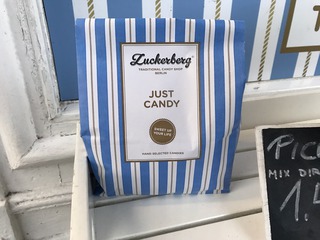 Zuckerberg
TRADITIONAL CANDY SHOP
BERLIN
JUST
CANDY
SWEET UP
YOUR LIFE
HAND SELECTED CANDIES
MIX